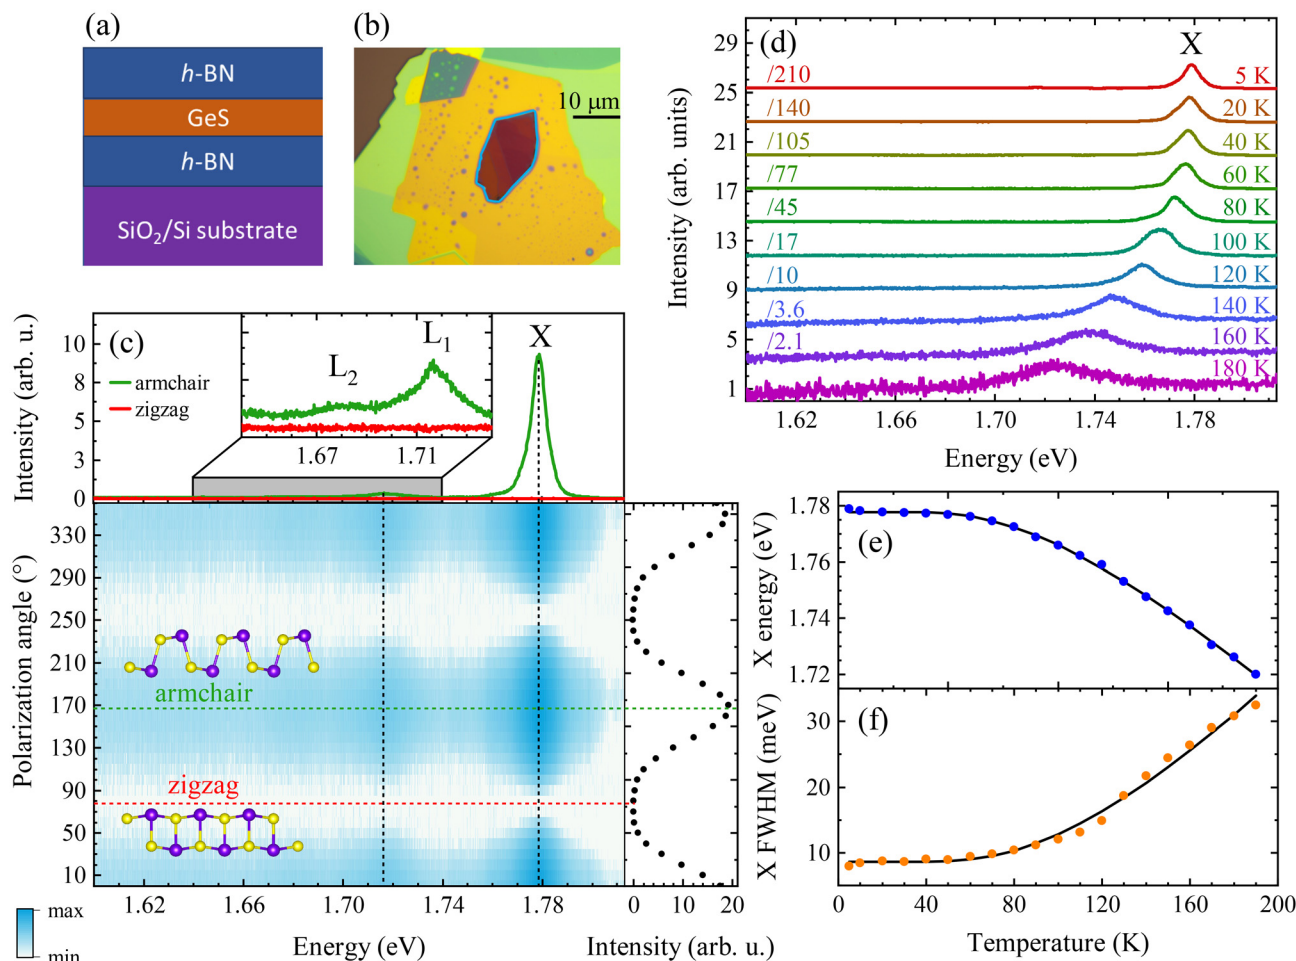 (a)
h-BN
GeS
h-BN
SiO₂/Si substrate
(b)
10 µm
(c)
Intensity (arb. u.)
10
8
5
3
0
armchair
zigzag
L₂
L₁
X
1.67
1.71
Polarization angle (°)
330
290
250
210
170
130
90
50
10
armchair
zigzag
max
min
1.62
1.66
1.70
1.74
1.78
Energy (eV)
0
10
20
Intensity (arb. u.)
(d)
X
Intensity (arb. units)
29
25
21
17
13
9
5
1
/210 5 K
/140 20 K
/105 40 K
/77 60 K
/45 80 K
/17 100 K
/10 120 K
/3.6 140 K
/2.1 160 K
180 K
1.62
1.66
1.70
1.74
1.78
Energy (eV)
(e)
X energy (eV)
1.78
1.76
1.74
1.72
(f)
X FWHM (meV)
30
20
10
0
40
80
120
160
200
Temperature (K)